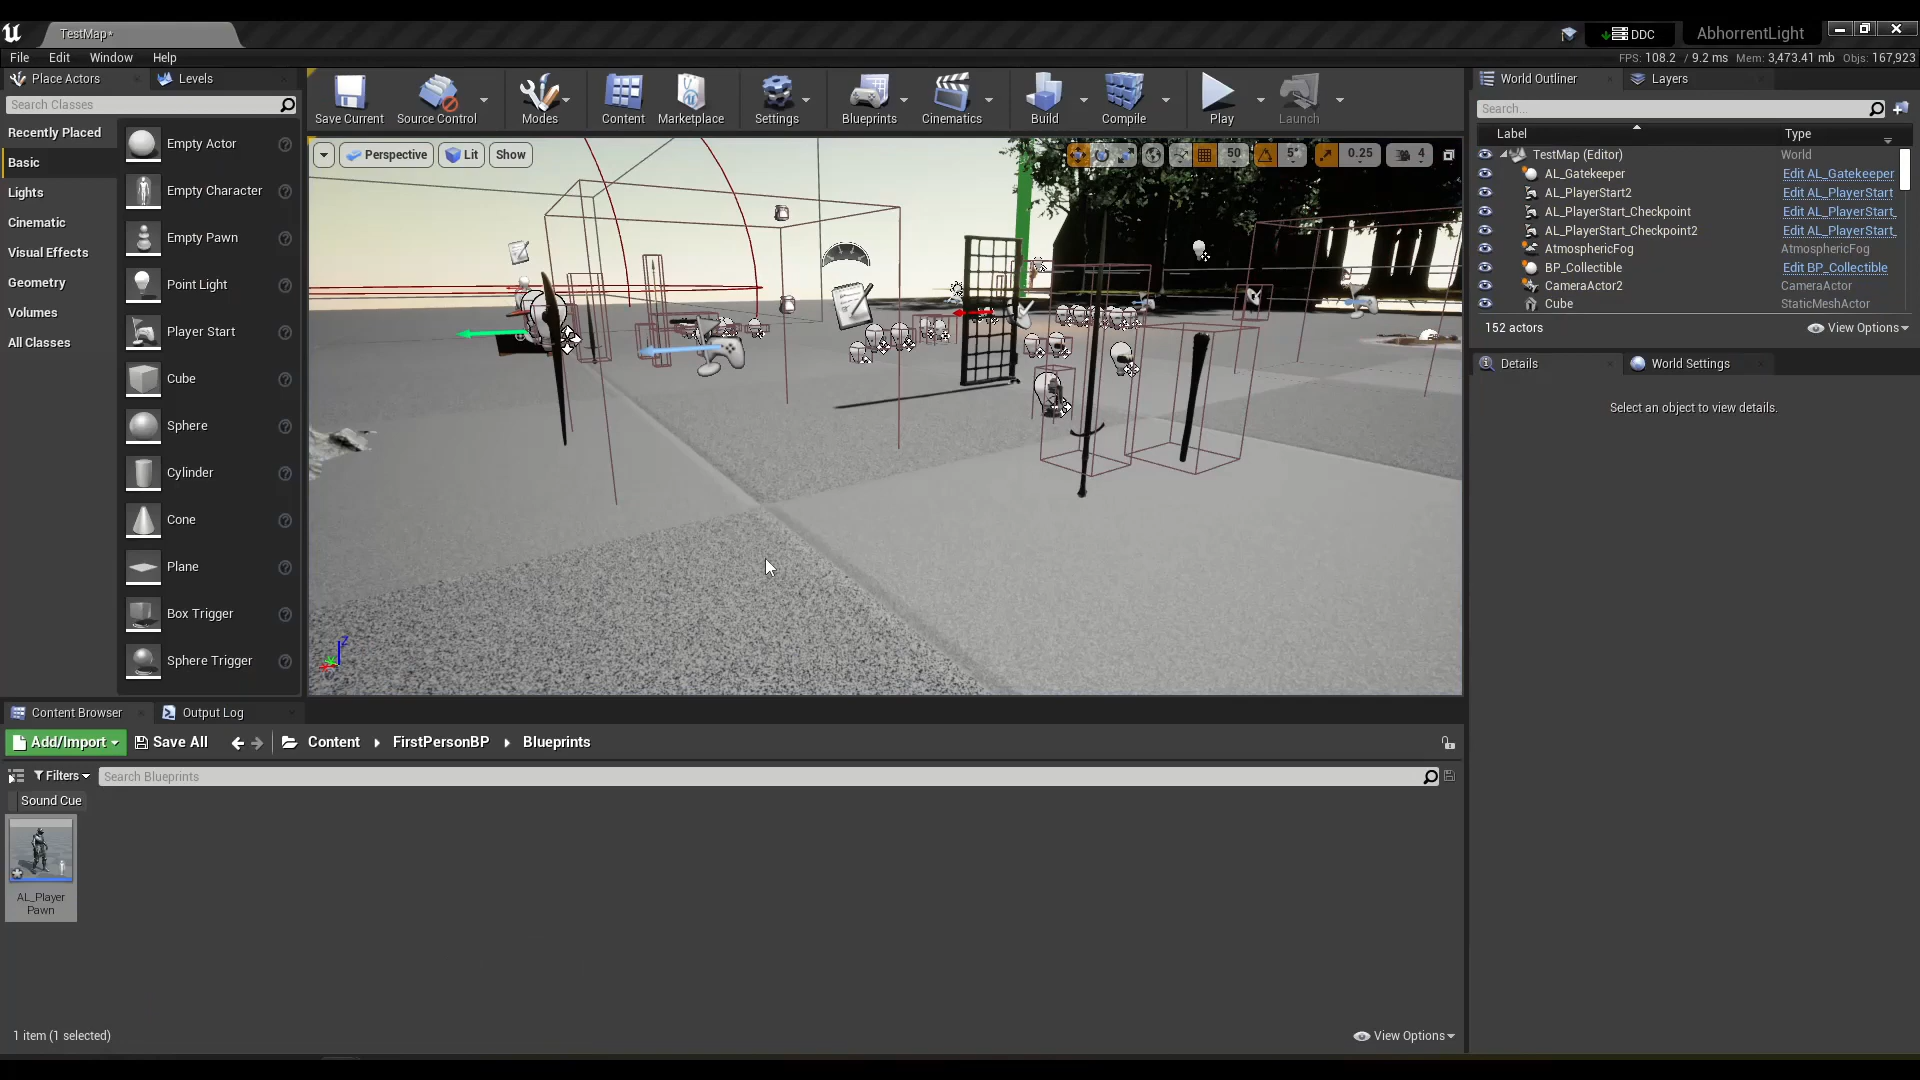 TestMap*
DDC
AbhorrentLight
File Edit Window Help
FPS: 108.2 / 9.2 ms Mem: 3,473.41 mb Objs: 167,923
Place Actors
Levels
Search Classes
Recently Placed
Basic
Lights
Cinematic
Visual Effects
Geometry
Volumes
All Classes
Empty Actor
Empty Character
Empty Pawn
Point Light
Player Start
Cube
Sphere
Cylinder
Cone
Plane
Box Trigger
Sphere Trigger
Save Current
Source Control
Modes
Content
Marketplace
Settings
Blueprints
Cinematics
Build
Compile
Play
Launch
Perspective
Lit
Show
50
5°
0.25
4
Z
World Outliner
Layers
Search...
Label Type
TestMap (Editor) World
AL_Gatekeeper Edit AL_Gatekeeper
AL_PlayerStart2 Edit AL_PlayerStart
AL_PlayerStart_Checkpoint Edit AL_PlayerStart_
AL_PlayerStart_Checkpoint2 Edit AL_PlayerStart_
AtmosphericFog AtmosphericFog
BP_Collectible Edit BP_Collectible
CameraActor2 CameraActor
Cube StaticMeshActor
152 actors
View Options
Details
World Settings
Select an object to view details.
Content Browser
Output Log
Add/Import
Save All
Content
FirstPersonBP
Blueprints
Filters
Search Blueprints
Sound Cue
AL_Player
Pawn
1 item (1 selected)
View Options